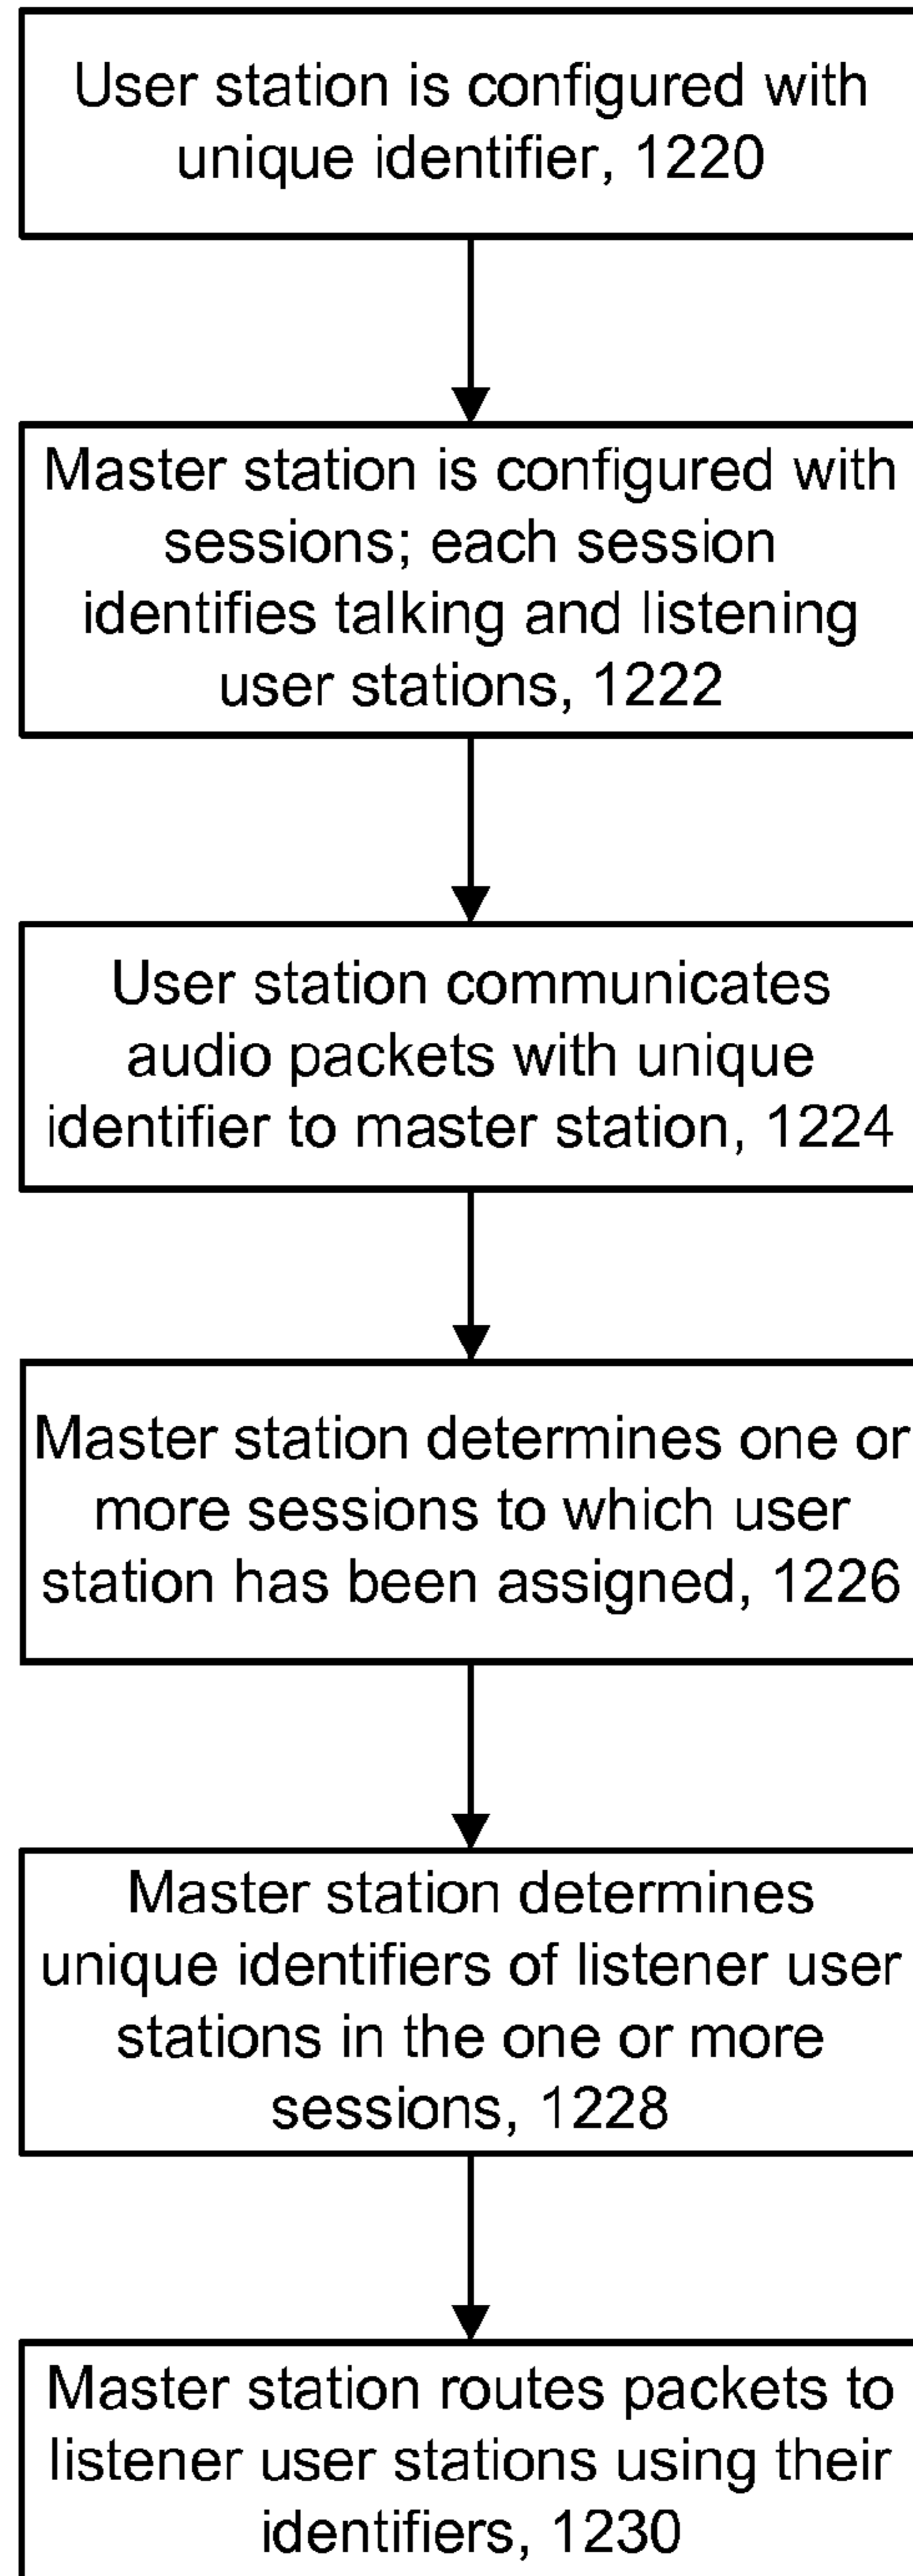 User station is configured with
unique identifier, 1220
Master station is configured with
sessions; each session
identifies talking and listening
user stations, 1222
User station communicates
audio packets with unique
identifier to master station, 1224
Master station determines one or
more sessions to which user
station has been assigned, 1226
Master station determines
unique identifiers of listener user
stations in the one or more
sessions, 1228
Master station routes packets to
listener user stations using their
identifiers, 1230